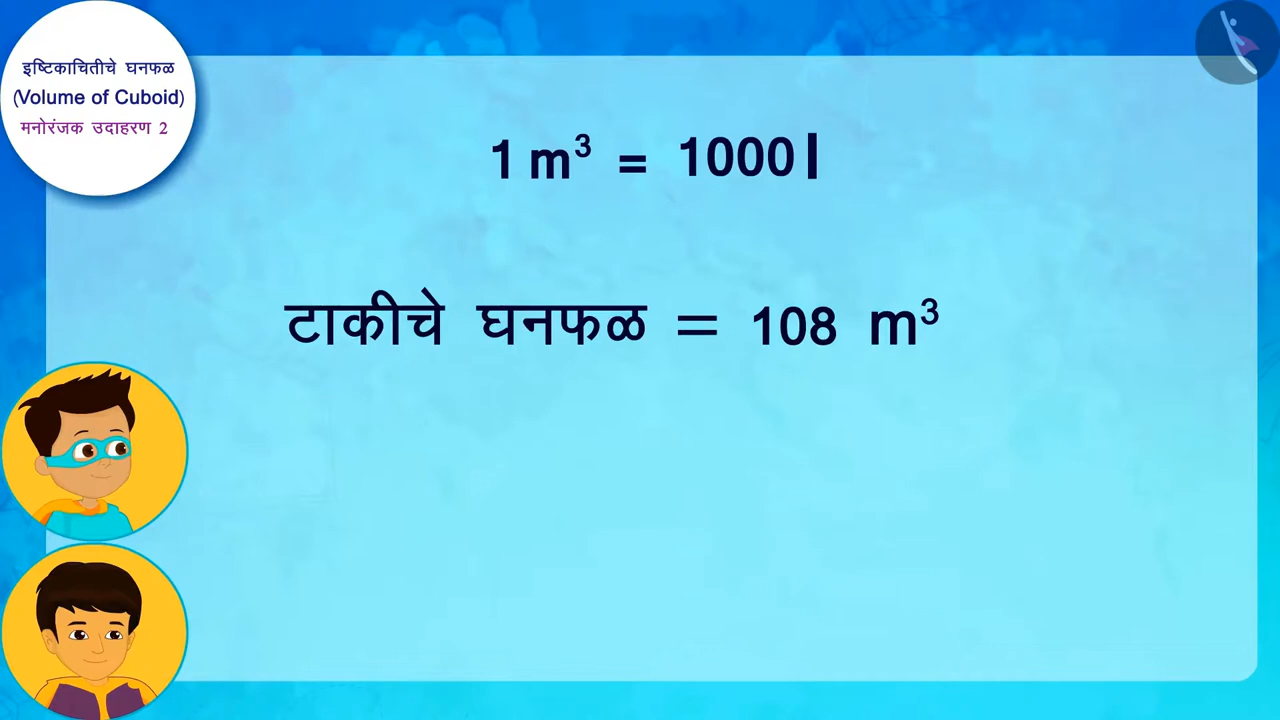 इष्टिकाचितीचे घनफळ
(Volume of Cuboid)
मनोरंजक उदाहरण 2
1 m³ = 1000 l
टाकीचे घनफळ = 108 m³